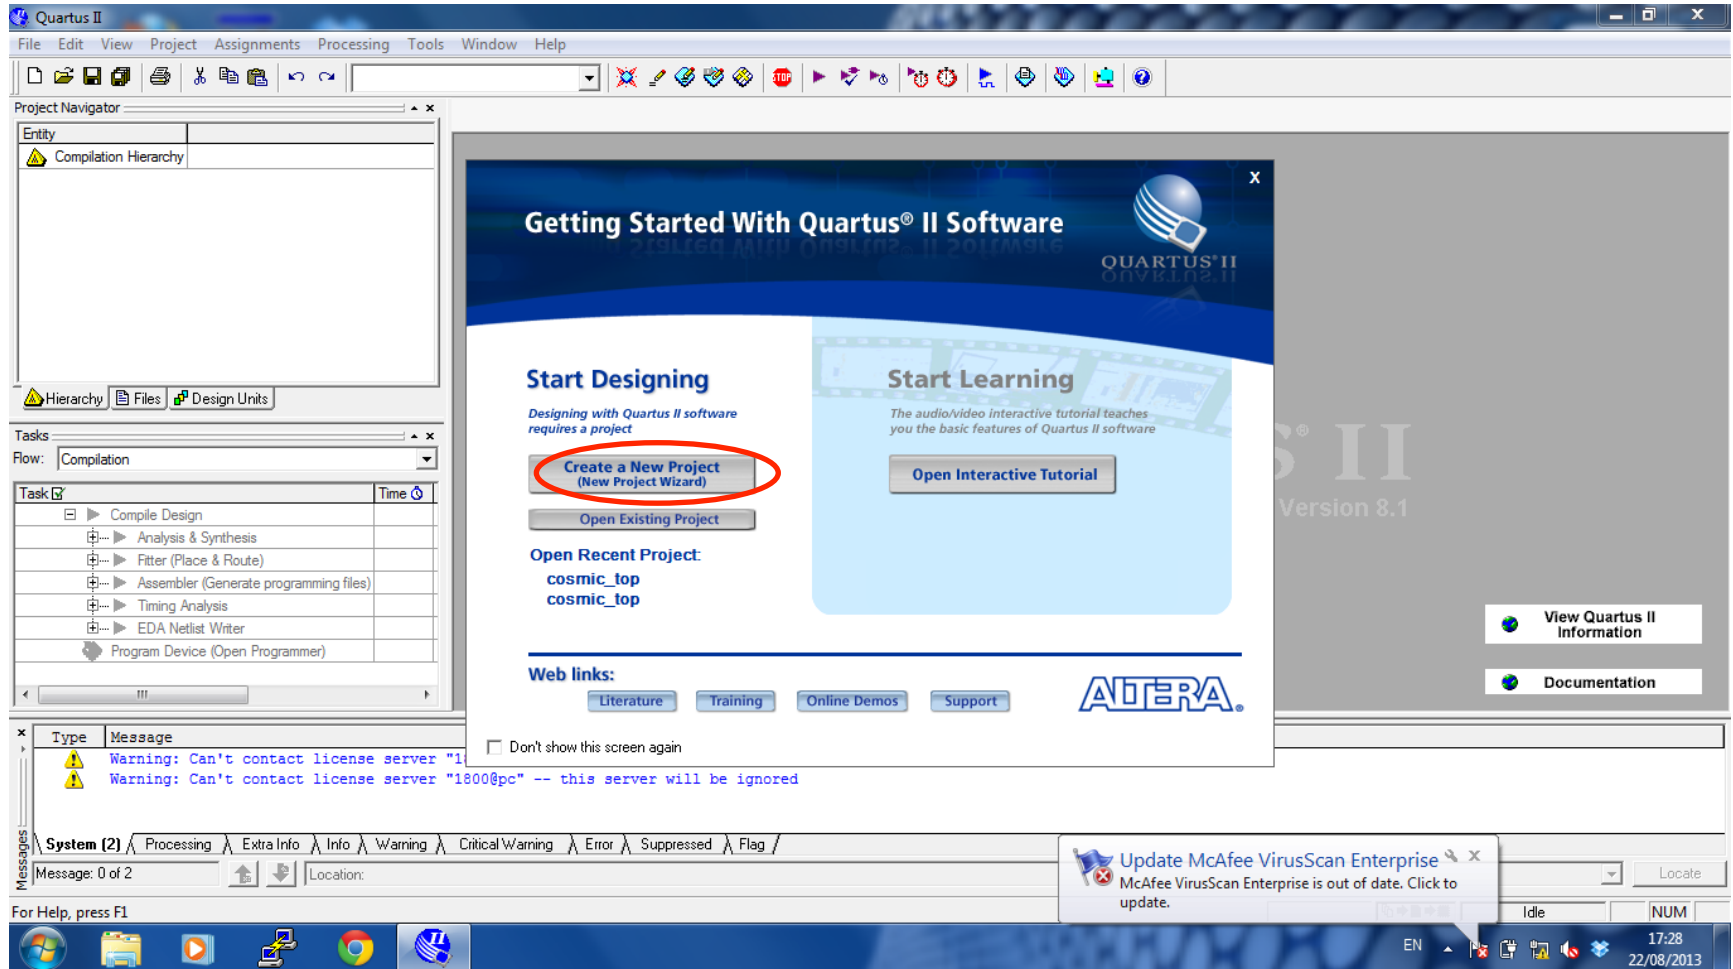 Quartus II
File Edit View Project Assignments Processing Tools Window Help
STOP
Project Navigator
Entity
Compilation Hierarchy
Hierarchy Files Design Units
Tasks
Flow: Compilation
Task Time
Compile Design
Analysis & Synthesis
Fitter (Place & Route)
Assembler (Generate programming files)
Timing Analysis
EDA Netlist Writer
Program Device (Open Programmer)
X
Getting Started With Quartus® II Software
QUARTUS®II
Start Designing
Designing with Quartus II software
requires a project
Create a New Project
(New Project Wizard)
Open Existing Project
Open Recent Project:
cosmic_top
cosmic_top
Start Learning
The audio/video interactive tutorial teaches
you the basic features of Quartus II software
Open Interactive Tutorial
Web links:
Literature Training Online Demos Support
ALTERA®
Don't show this screen again
S® II
Version 8.1
View Quartus II
Information
Documentation
Type Message
Warning: Can't contact license server "18
Warning: Can't contact license server "1800@pc" -- this server will be ignored
Messages
System (2) Processing Extra Info Info Warning Critical Warning Error Suppressed Flag
Message: 0 of 2 Location: Locate
Update McAfee VirusScan Enterprise
McAfee VirusScan Enterprise is out of date. Click to
update.
For Help, press F1 Idle NUM
EN
17:28
22/08/2013